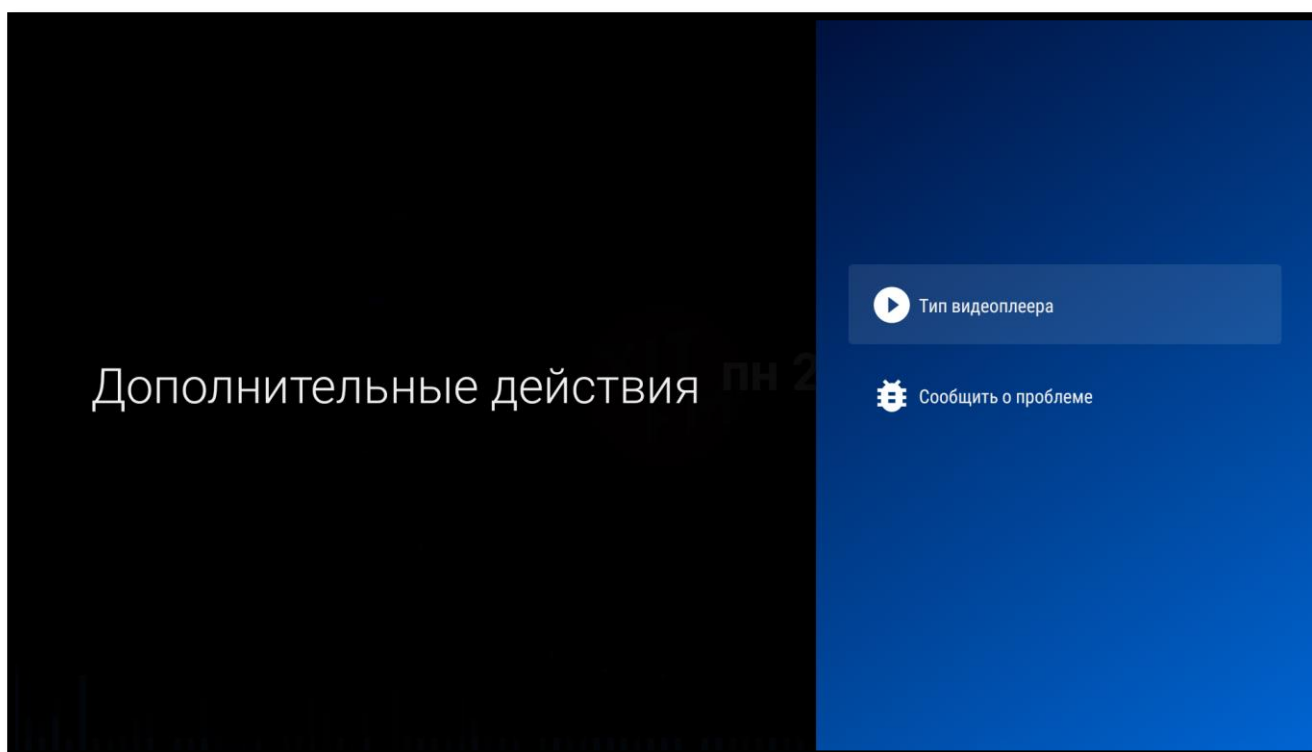 Дополнительные действия
Тип видеоплеера
Сообщить о проблеме